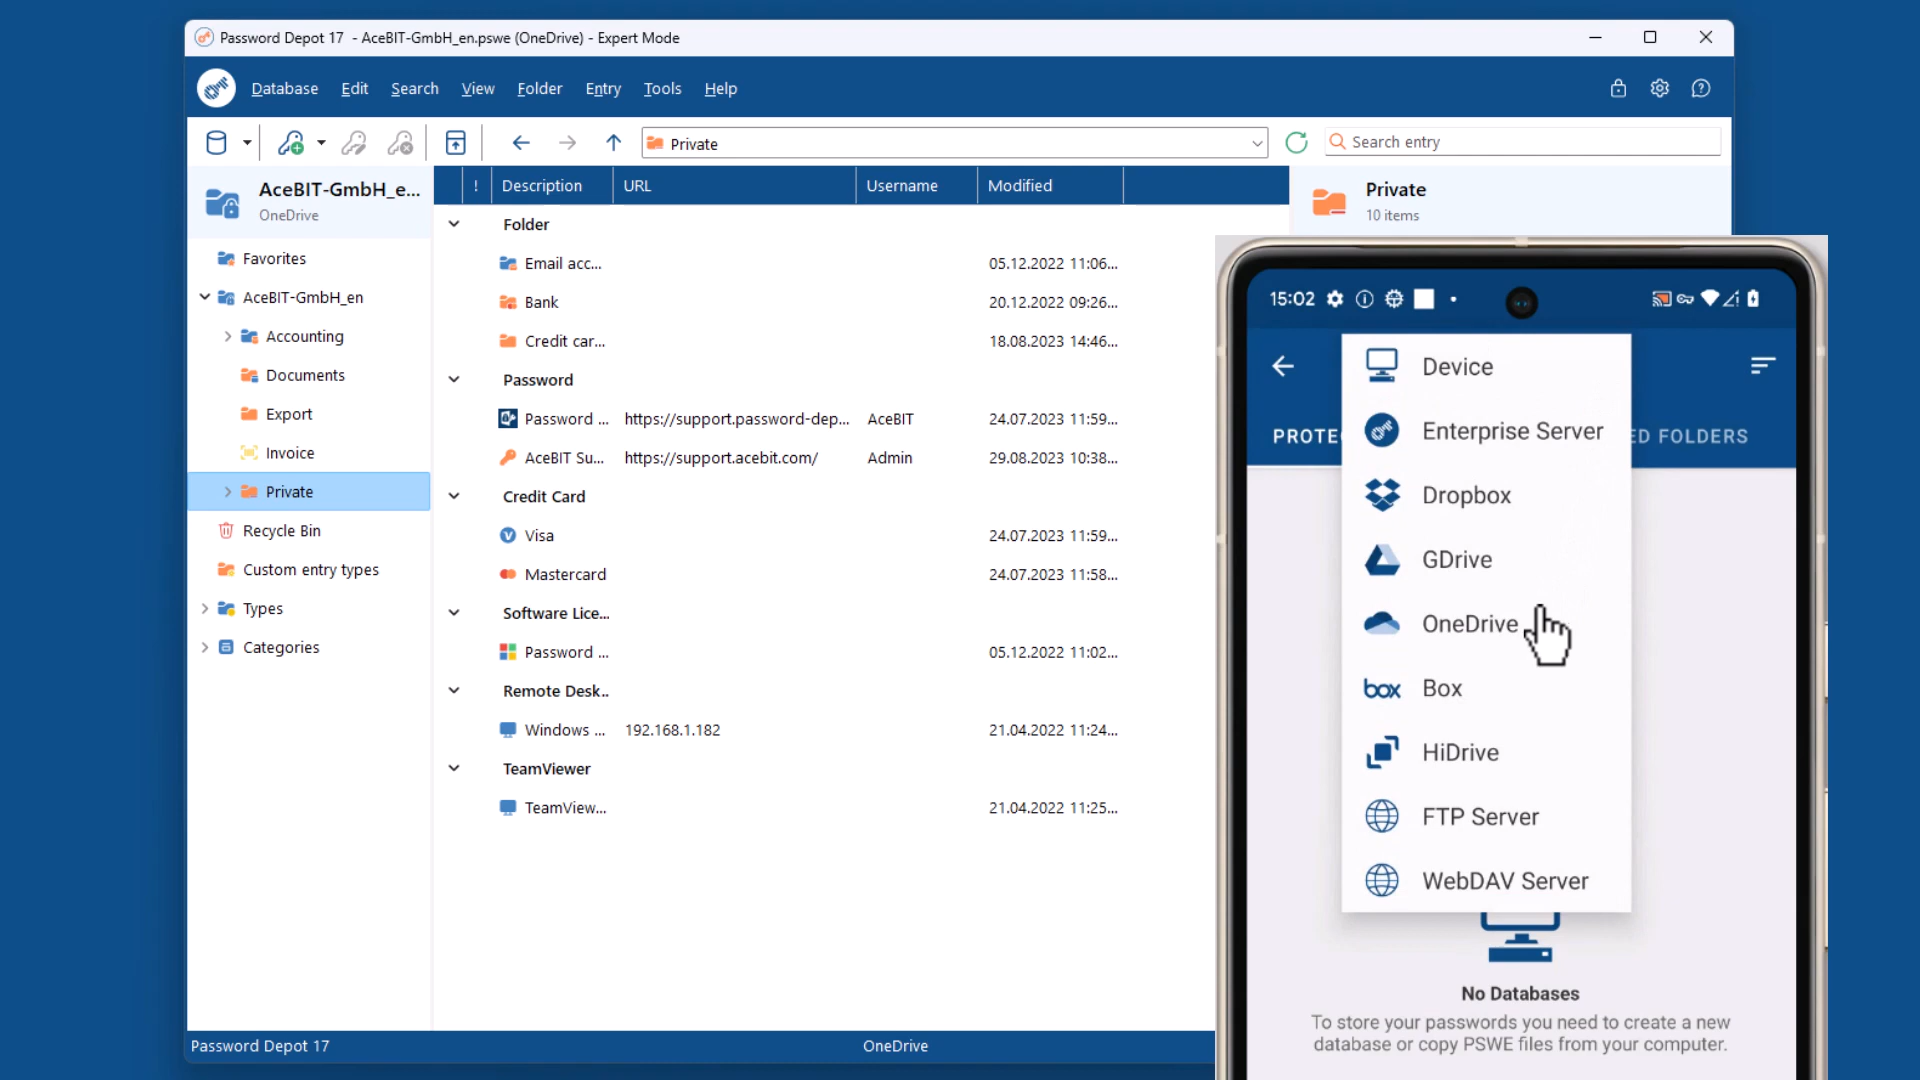 Password Depot 17 - AceBIT-GmbH_en.pswe (OneDrive) - Expert Mode
Database Edit Search View Folder Entry Tools Help
Private
Search entry
AceBIT-GmbH_e...
OneDrive
Favorites
AceBIT-GmbH_en
Accounting
Documents
Export
Invoice
Private
Recycle Bin
Custom entry types
Types
Categories
! Description URL Username Modified
Folder
Email acc... 05.12.2022 11:06...
Bank 20.12.2022 09:26...
Credit car... 18.08.2023 14:46...
Password
Password ... https://support.password-dep... AceBIT 24.07.2023 11:59...
AceBIT Su... https://support.acebit.com/ Admin 29.08.2023 10:38...
Credit Card
Visa 24.07.2023 11:59...
Mastercard 24.07.2023 11:58...
Software Lice...
Password ... 05.12.2022 11:02...
Remote Desk..
Windows ... 192.168.1.182 21.04.2022 11:24...
TeamViewer
TeamView... 21.04.2022 11:25...
Private
10 items
15:02
PROTE
ED FOLDERS
Device
Enterprise Server
Dropbox
GDrive
OneDrive
box Box
HiDrive
FTP Server
WebDAV Server
No Databases
To store your passwords you need to create a new
database or copy PSWE files from your computer.
Password Depot 17
OneDrive